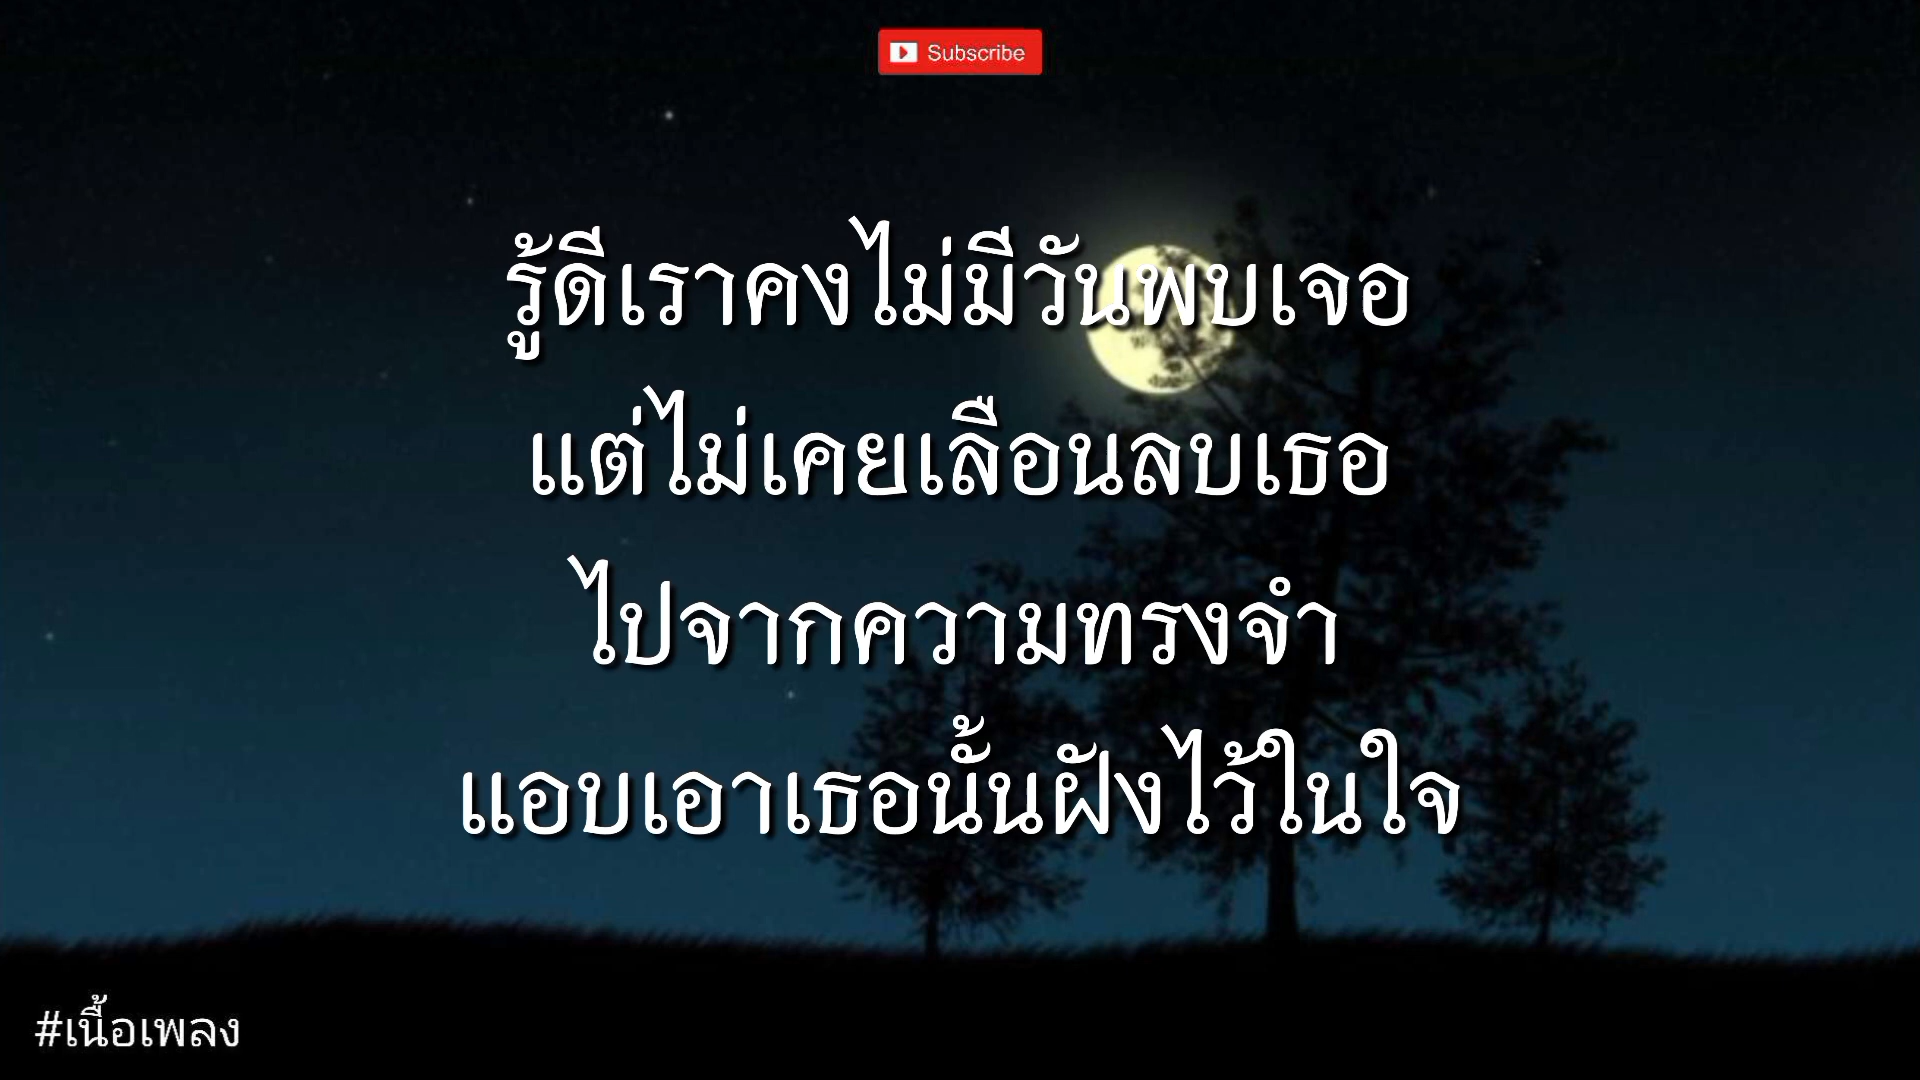 Subscribe
รู้ดีเราคงไม่มีวันพบเจอ
แต่ไม่เคยเลือนลบเธอ
ไปจากความทรงจำ
แอบเอาเธอนั้นฝังไว้ในใจ
#เนื้อเพลง